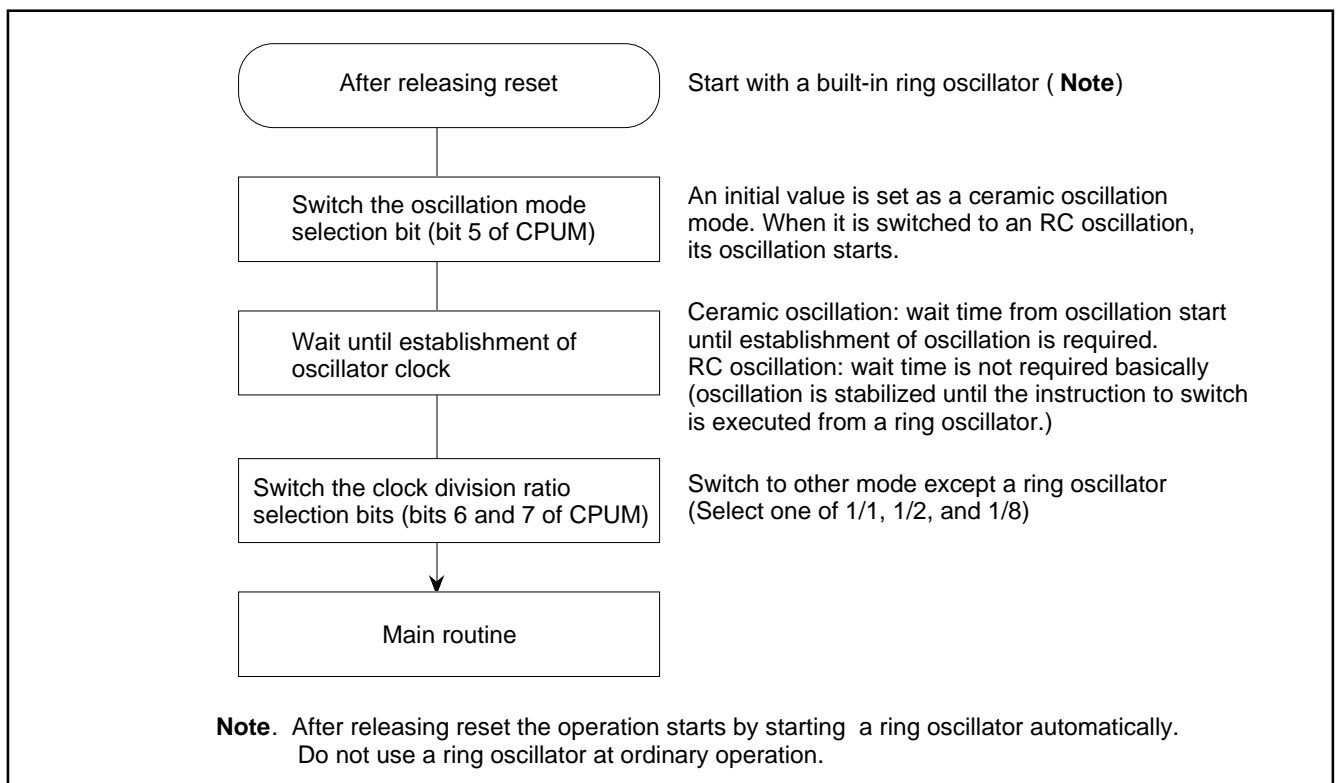 After releasing reset
Start with a built-in ring oscillator ( Note)
Switch the oscillation mode
selection bit (bit 5 of CPUM)
An initial value is set as a ceramic oscillation
mode. When it is switched to an RC oscillation,
its oscillation starts.
Wait until establishment of
oscillator clock
Ceramic oscillation: wait time from oscillation start
until establishment of oscillation is required.
RC oscillation: wait time is not required basically
(oscillation is stabilized until the instruction to switch
is executed from a ring oscillator.)
Switch the clock division ratio
selection bits (bits 6 and 7 of CPUM)
Switch to other mode except a ring oscillator
(Select one of 1/1, 1/2, and 1/8)
Main routine
Note. After releasing reset the operation starts by starting a ring oscillator automatically.
Do not use a ring oscillator at ordinary operation.